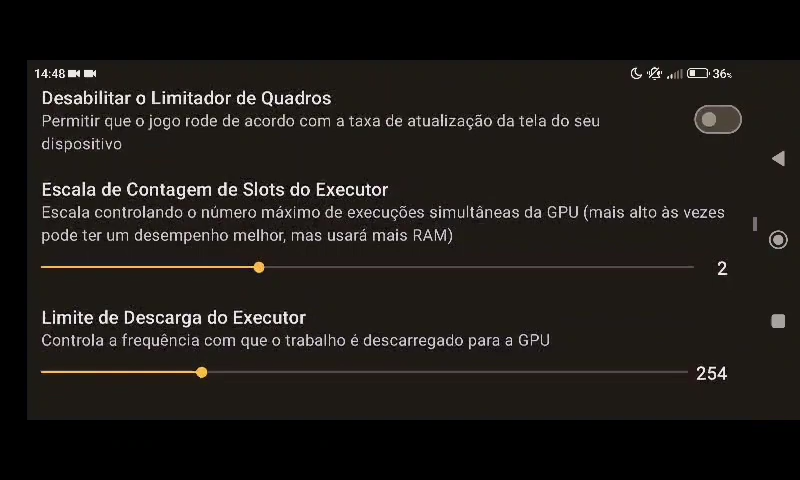 14:48
36%
Desabilitar o Limitador de Quadros
Permitir que o jogo rode de acordo com a taxa de atualização da tela do seu
dispositivo
Escala de Contagem de Slots do Executor
Escala controlando o número máximo de execuções simultâneas da GPU (mais alto às vezes
pode ter um desempenho melhor, mas usará mais RAM)
2
Limite de Descarga do Executor
Controla a frequência com que o trabalho é descarregado para a GPU
254